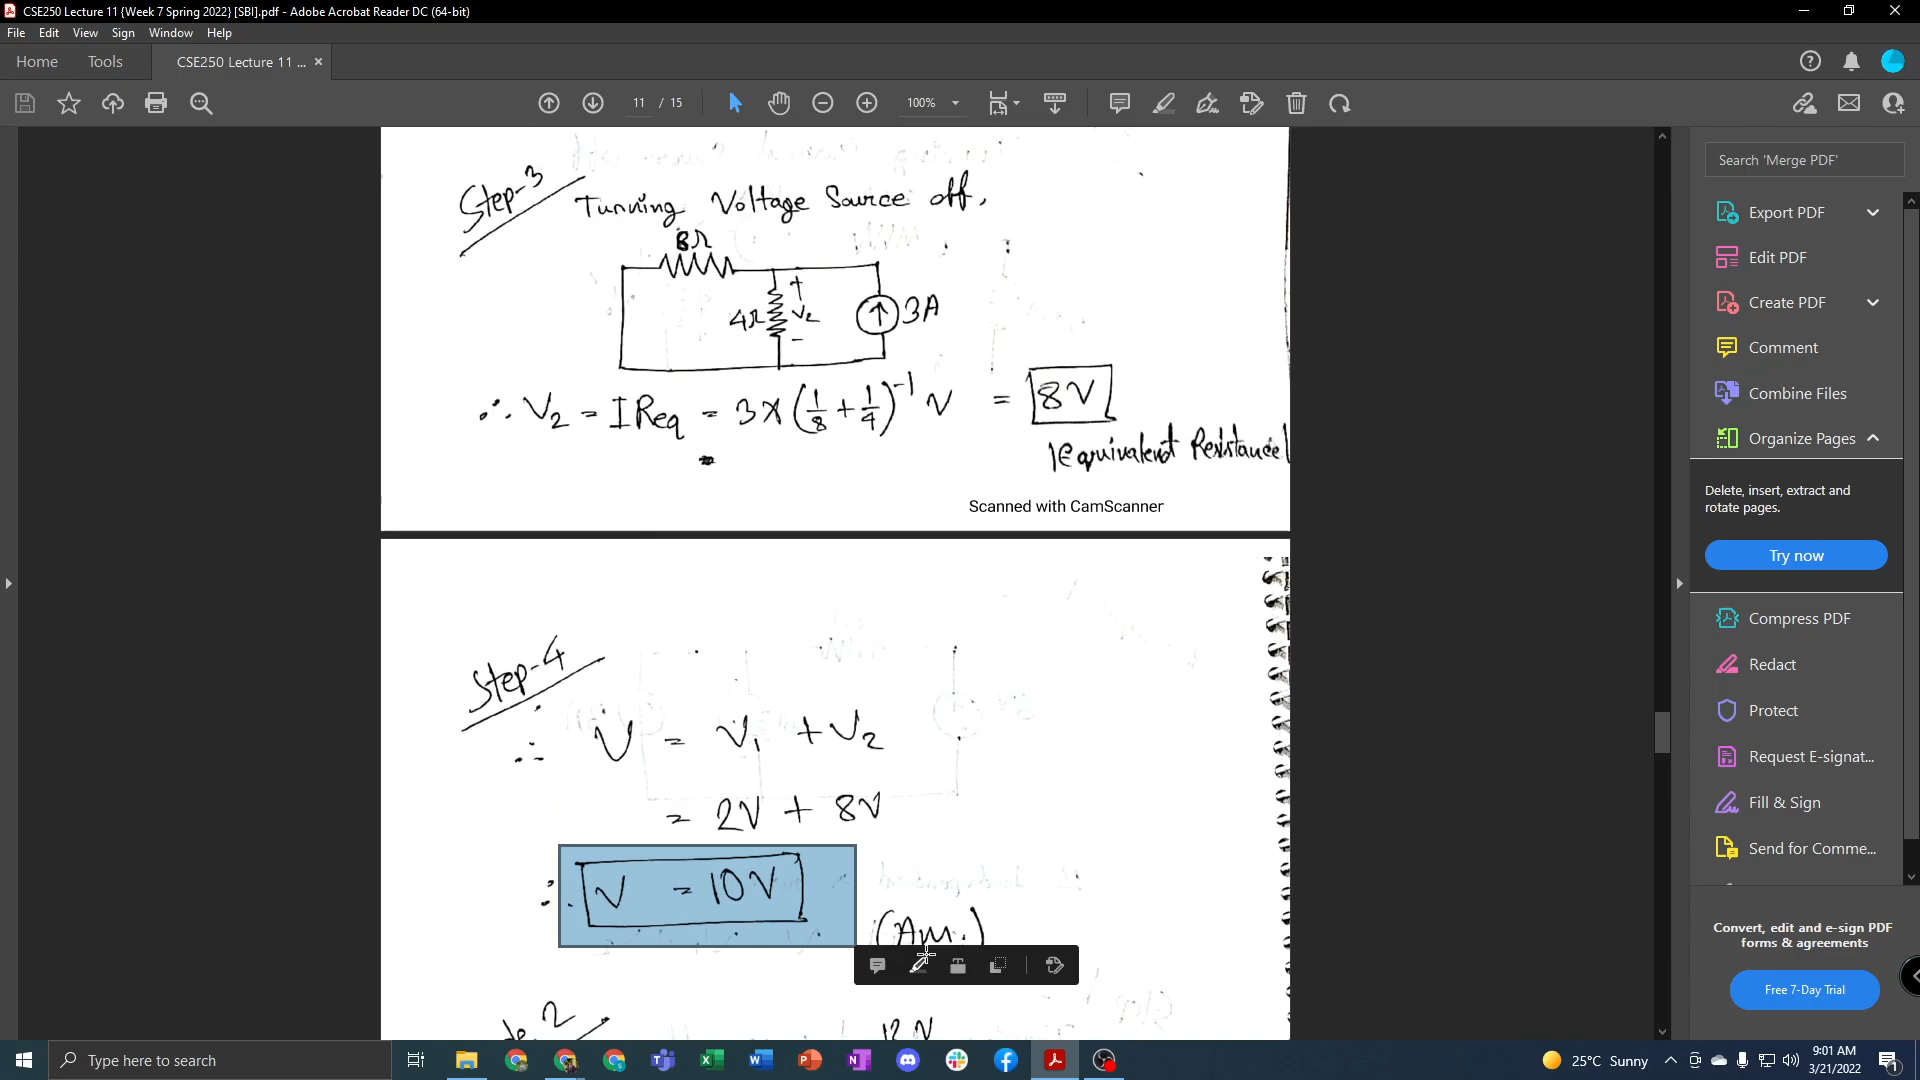 CSE250 Lecture 11 {Week 7 Spring 2022} [SBI].pdf - Adobe Acrobat Reader DC (64-bit)
File Edit View Sign Window Help
Home Tools CSE250 Lecture 11 ... ×
11 / 15 100%
Step-3 Turning Voltage Source off,
8Ω
4Ω + V2 - 3A
∴ V2 = IReq = 3 × (1/8 + 1/4)^-1 V = 8V
(Equivalent Resistance)
Scanned with CamScanner
Step-4
∴ V = V1 + V2
= 2V + 8V
∴ V = 10V
(Am.)
12 V
Search 'Merge PDF'
Export PDF
Edit PDF
Create PDF
Comment
Combine Files
Organize Pages
Delete, insert, extract and
rotate pages.
Try now
Compress PDF
Redact
Protect
Request E-signat...
Fill & Sign
Send for Comme...
Convert, edit and e-sign PDF
forms & agreements
Free 7-Day Trial
Type here to search
25°C Sunny
9:01 AM
3/21/2022
1